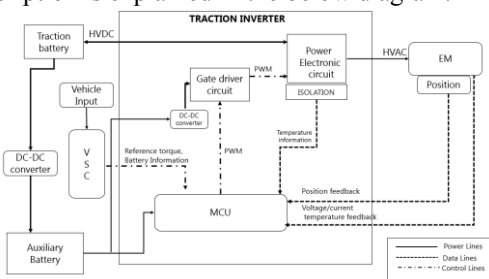 TRACTION INVERTER
Traction
battery
HVDC
Power
Electronic
circuit
HVAC
EM
PWM
Gate driver
circuit
ISOLATION
Position
Vehicle
Input
DC-DC
converter
Temperature
information
DC-DC
converter
V
S
C
Reference torque,
Battery Information
PWM
Position feedback
MCU
Voltage/current
temperature feedback
Auxiliary
Battery
Power Lines
Data Lines
Control Lines